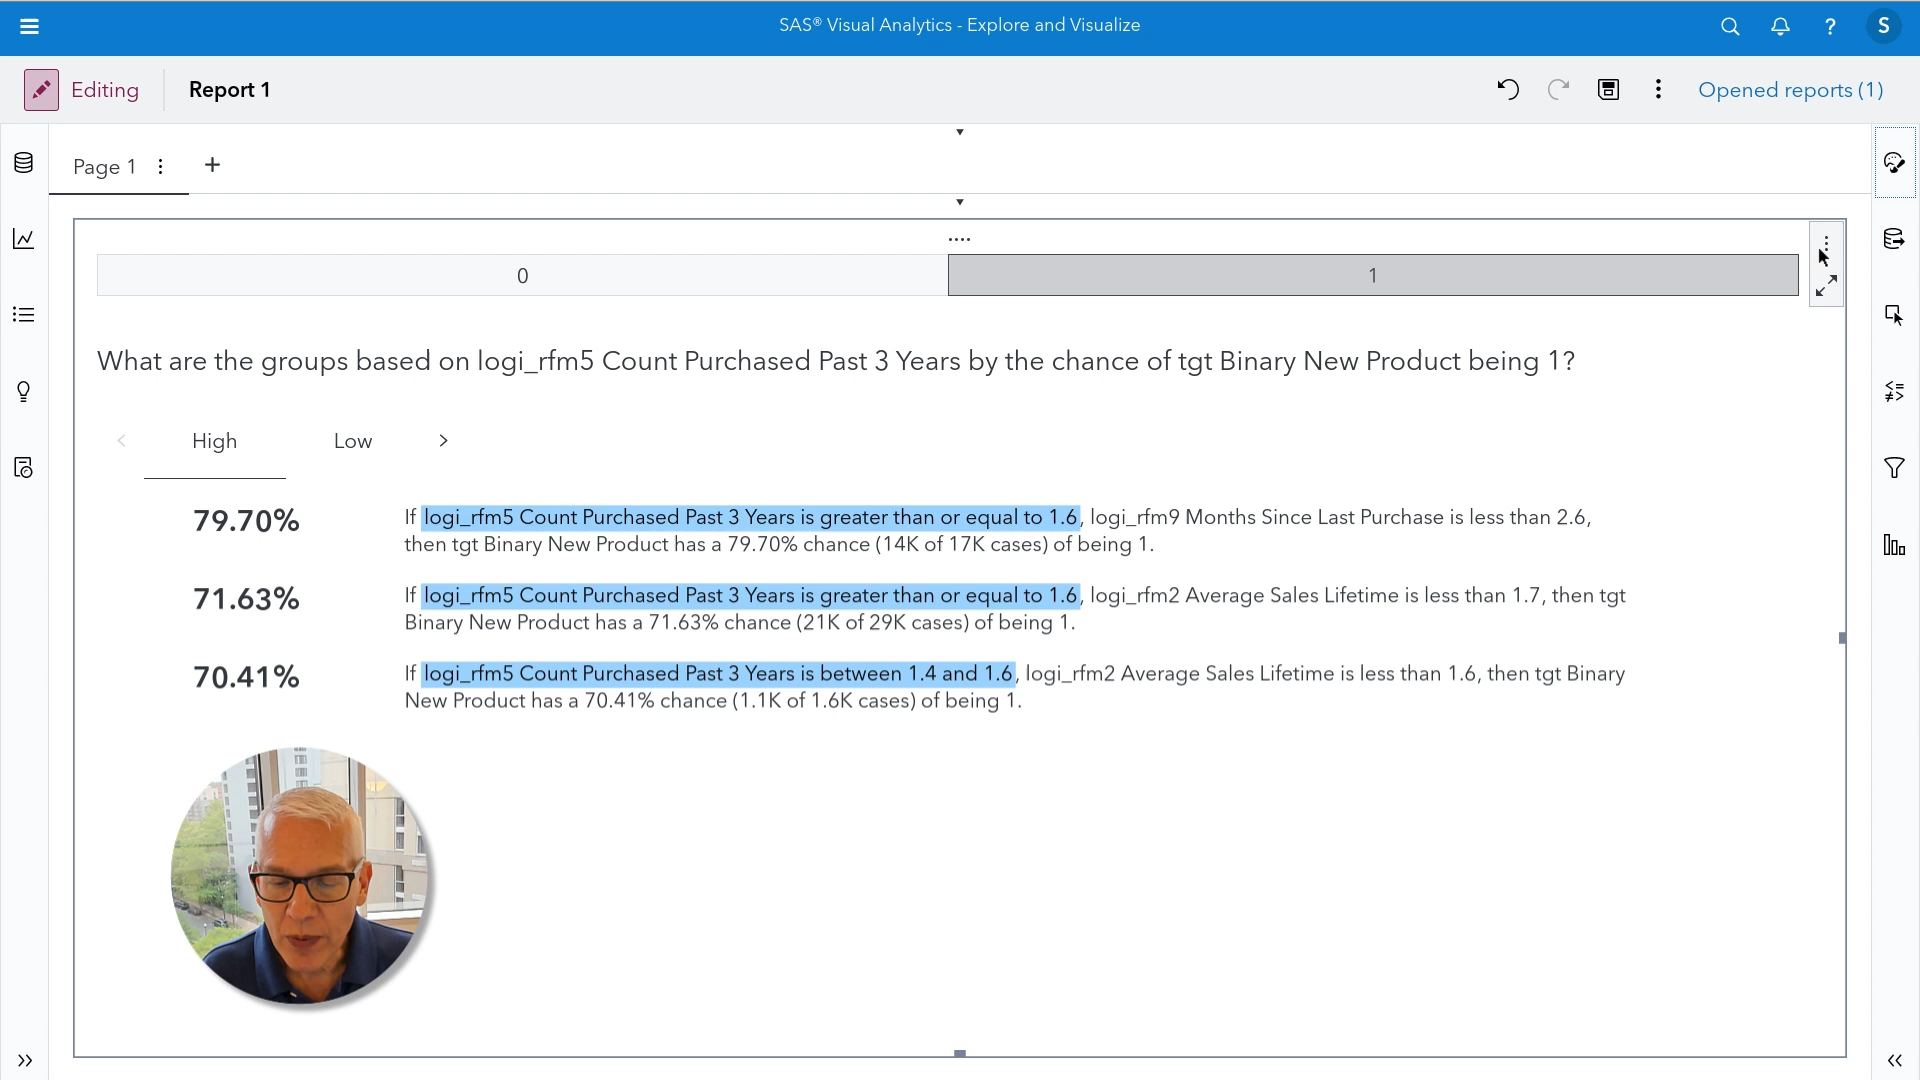 SAS® Visual Analytics - Explore and Visualize
?
S
Editing
Report 1
Opened reports (1)
Page 1
0
1
What are the groups based on logi_rfm5 Count Purchased Past 3 Years by the chance of tgt Binary New Product being 1?
High
Low
79.70%
If logi_rfm5 Count Purchased Past 3 Years is greater than or equal to 1.6, logi_rfm9 Months Since Last Purchase is less than 2.6,
then tgt Binary New Product has a 79.70% chance (14K of 17K cases) of being 1.
71.63%
If logi_rfm5 Count Purchased Past 3 Years is greater than or equal to 1.6, logi_rfm2 Average Sales Lifetime is less than 1.7, then tgt
Binary New Product has a 71.63% chance (21K of 29K cases) of being 1.
70.41%
If logi_rfm5 Count Purchased Past 3 Years is between 1.4 and 1.6, logi_rfm2 Average Sales Lifetime is less than 1.6, then tgt Binary
New Product has a 70.41% chance (1.1K of 1.6K cases) of being 1.